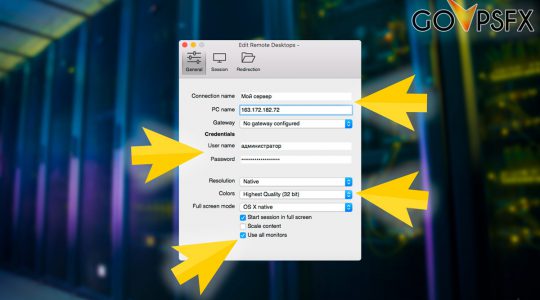 GOVPSFX
Edit Remote Desktops -
General Session Redirection
Connection name Мой сервер
PC name 163.172.182.72
Gateway No gateway configured
Credentials
User name администратор
Password ••••••••••••••••••
Resolution Native
Colors Highest Quality (32 bit)
Full screen mode OS X native
Start session in full screen
Scale content
Use all monitors